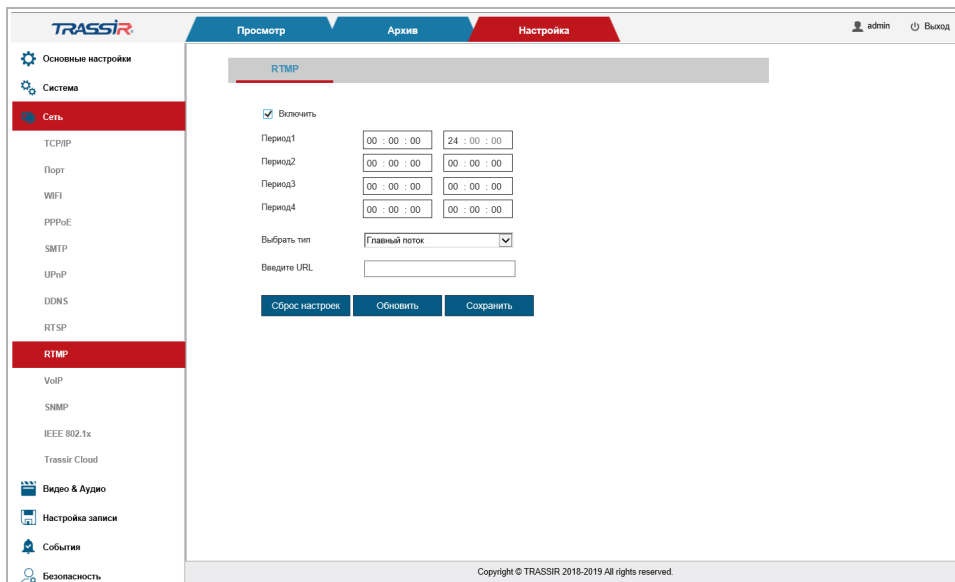 TRASSIR
Просмотр
Архив
Настройка
admin
Выход
Основные настройки
Система
Сеть
TCP/IP
Порт
WIFI
PPPoE
SMTP
UPnP
DDNS
RTSP
RTMP
VoIP
SNMP
IEEE 802.1x
Trassir Cloud
Видео & Аудио
Настройка записи
События
Безопасность
RTMP
Включить
Период1 00 : 00 : 00 24 : 00 : 00
Период2 00 : 00 : 00 00 : 00 : 00
Период3 00 : 00 : 00 00 : 00 : 00
Период4 00 : 00 : 00 00 : 00 : 00
Выбрать тип Главный поток
Введите URL
Сброс настроек Обновить Сохранить
Copyright © TRASSIR 2018-2019 All rights reserved.